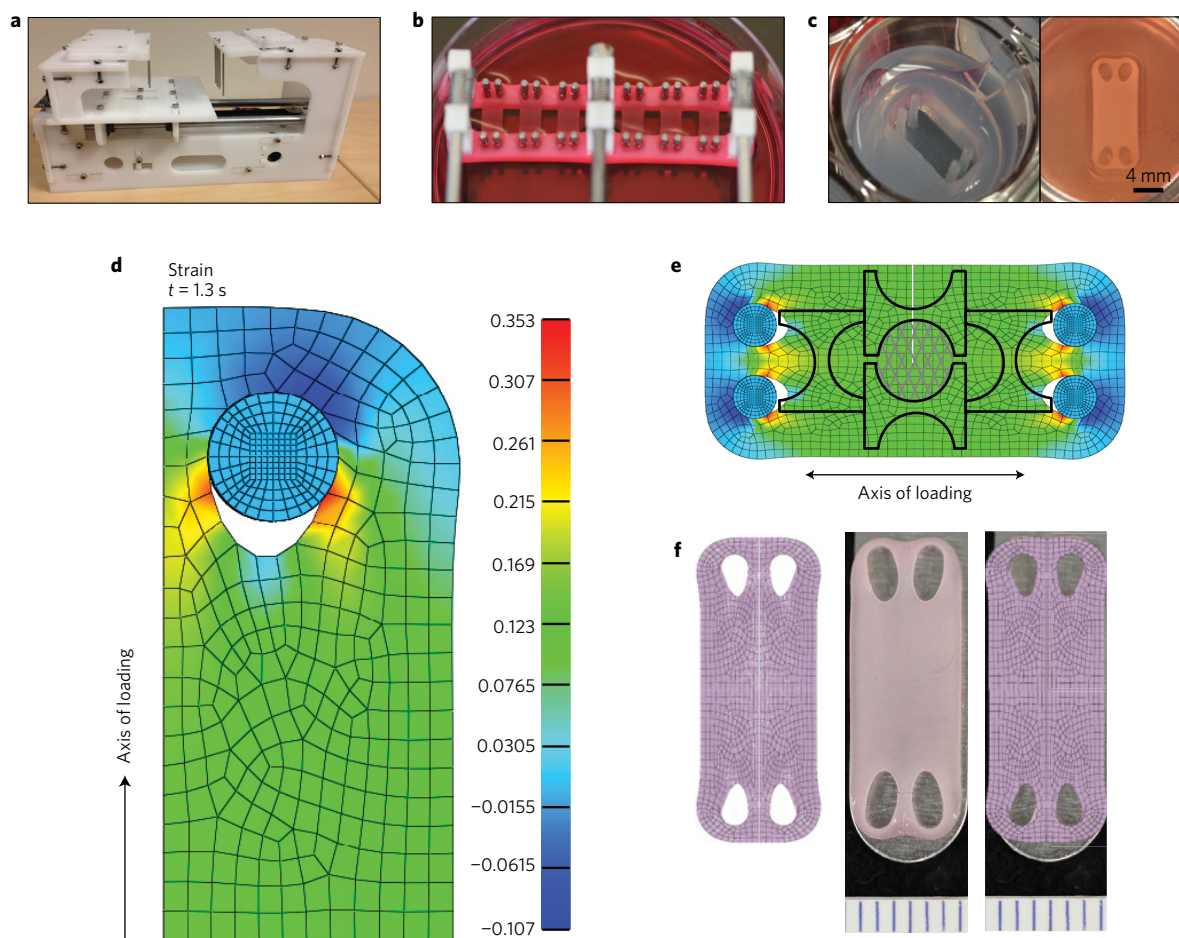 a
b
c
4 mm
d
Strain
t = 1.3 s
0.353
0.307
0.261
0.215
0.169
0.123
0.0765
0.0305
−0.0155
−0.0615
−0.107
Axis of loading
e
Axis of loading
f